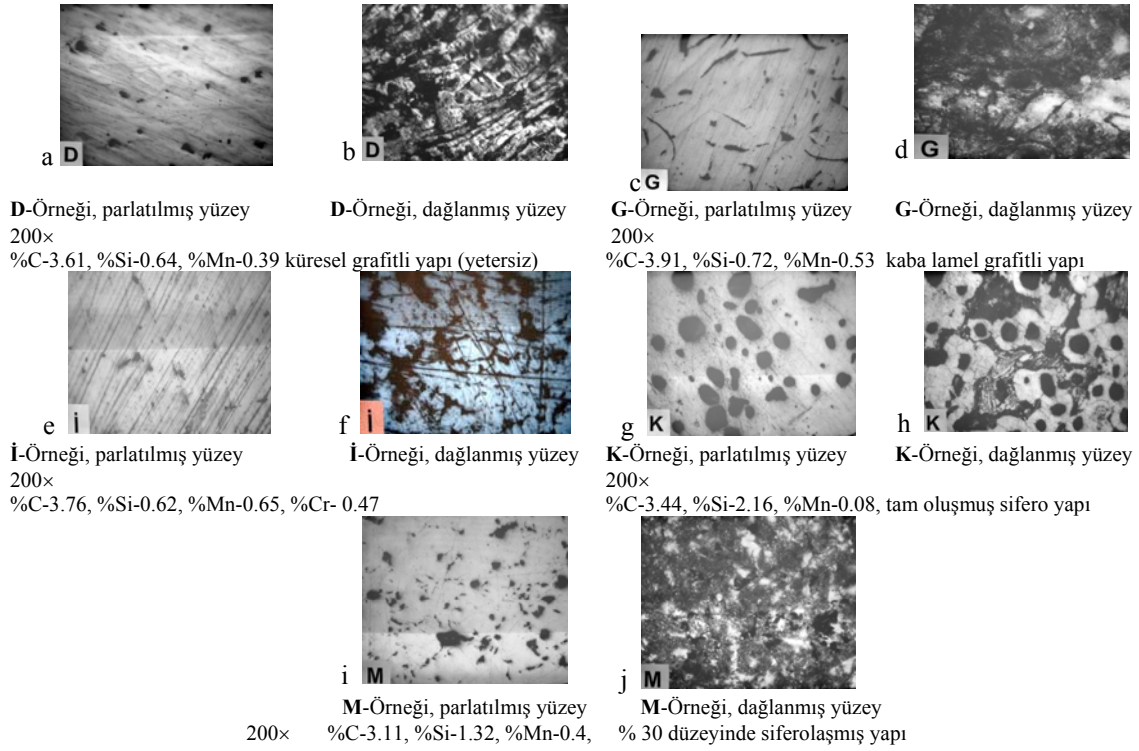 a D
b D
c G
d G
D-Örneği, parlatılmış yüzey
D-Örneği, dağlanmış yüzey
G-Örneği, parlatılmış yüzey
G-Örneği, dağlanmış yüzey
200×
200×
%C-3.61, %Si-0.64, %Mn-0.39 küresel grafitli yapı (yetersiz)
%C-3.91, %Si-0.72, %Mn-0.53 kaba lamel grafitli yapı
e İ
f İ
g K
h K
İ-Örneği, parlatılmış yüzey
İ-Örneği, dağlanmış yüzey
K-Örneği, parlatılmış yüzey
K-Örneği, dağlanmış yüzey
200×
200×
%C-3.76, %Si-0.62, %Mn-0.65, %Cr- 0.47
%C-3.44, %Si-2.16, %Mn-0.08, tam oluşmuş sifero yapı
i M
j M
M-Örneği, parlatılmış yüzey
M-Örneği, dağlanmış yüzey
200× %C-3.11, %Si-1.32, %Mn-0.4, % 30 düzeyinde siferolaşmış yapı